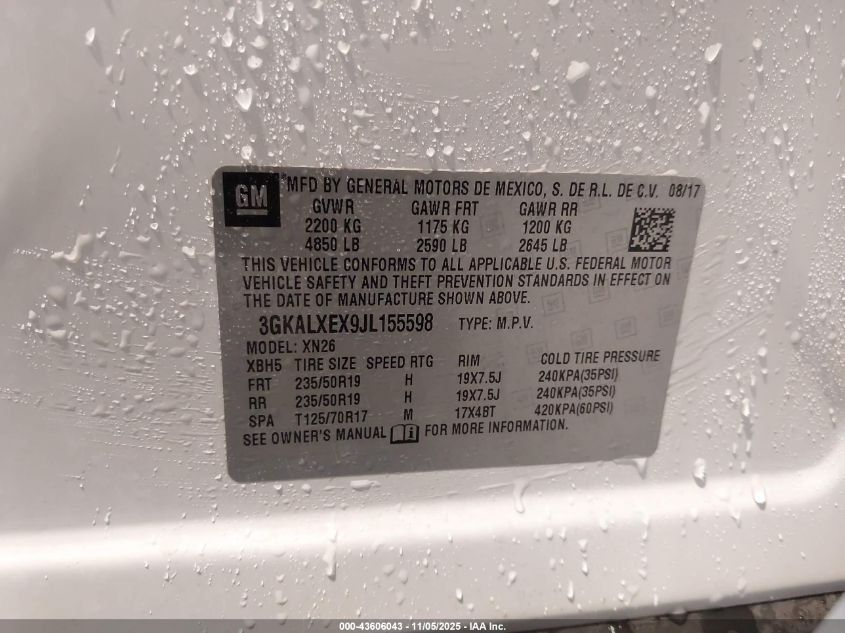 GM MFD BY GENERAL MOTORS DE MEXICO, S. DE R.L. DE C.V. 08/17
GVWR GAWR FRT GAWR RR
2200 KG 1175 KG 1200 KG
4850 LB 2590 LB 2645 LB
THIS VEHICLE CONFORMS TO ALL APPLICABLE U.S. FEDERAL MOTOR
VEHICLE SAFETY AND THEFT PREVENTION STANDARDS IN EFFECT ON
THE DATE OF MANUFACTURE SHOWN ABOVE.
3GKALXEX9JL155598 TYPE: M.P.V.
MODEL: XN26
XBH5 TIRE SIZE SPEED RTG RIM COLD TIRE PRESSURE
FRT 235/50R19 H 19X7.5J 240KPA(35PSI)
RR 235/50R19 H 19X7.5J 240KPA(35PSI)
SPA T125/70R17 M 17X4BT 420KPA(60PSI)
SEE OWNER'S MANUAL FOR MORE INFORMATION.
000-43606043 - 11/05/2025 - IAA Inc.